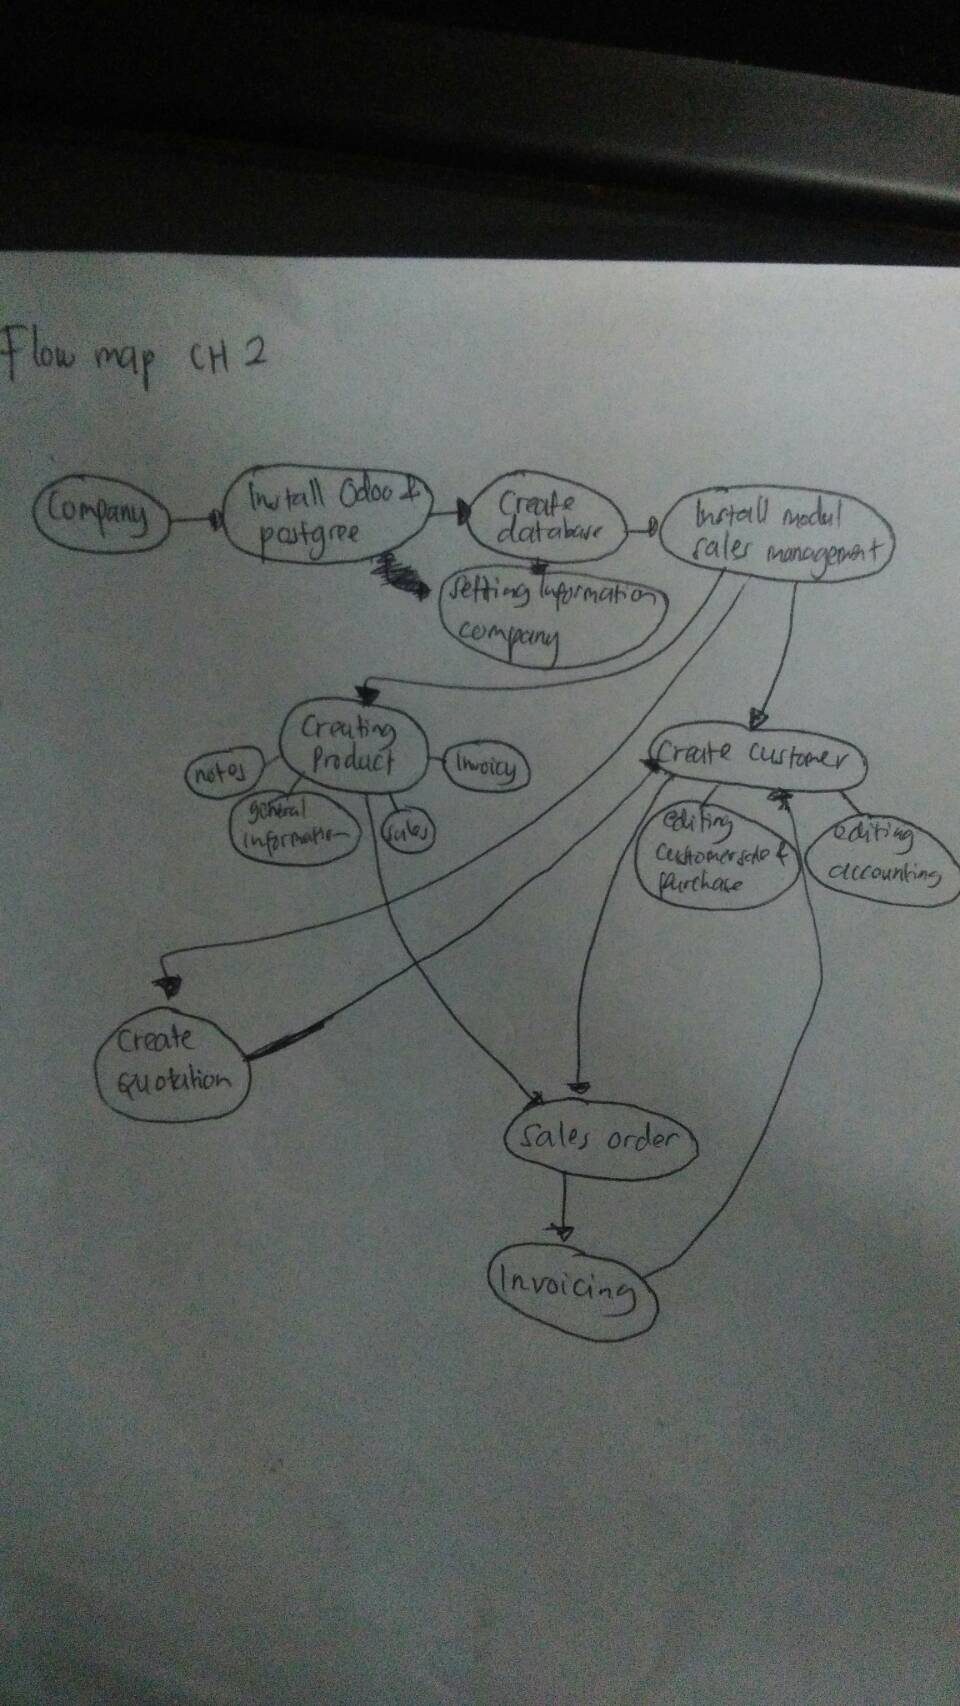 Flow map CH 2
Company
Install Odoo &
postgree
Create
database
Install modul
sales management
Setting Information
company
Creating
Product
notes
general
information
sales
Invoicy
Create customer
editing
customer sale &
purchase
editing
accounting
Create
quotation
Sales order
Invoicing